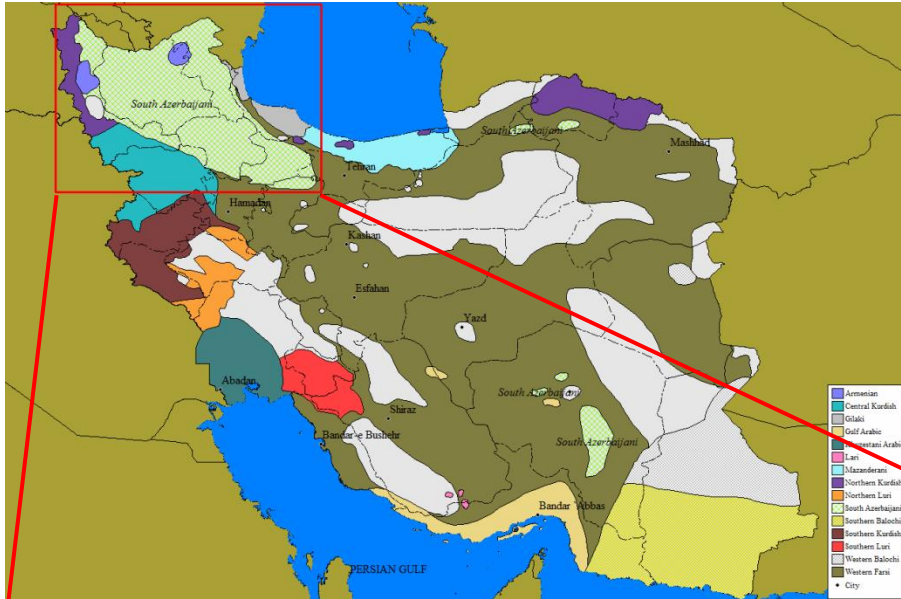 South Azerbaijani
South Azerbaijani
Mashhad
Tehran
Hamadan
Kashan
Esfahan
Yazd
Abadan
South Azerbaijani
Shiraz
Bandar-e Bushehr
South Azerbaijani
Bandar Abbas
PERSIAN GULF
Armenian
Central Kurdish
Gilaki
Gulf Arabic
Khuzestani Arabic
Lari
Mazanderani
Northern Kurdish
Northern Luri
South Azerbaijani
Southern Balochi
Southern Kurdish
Southern Luri
Western Balochi
Western Farsi
City